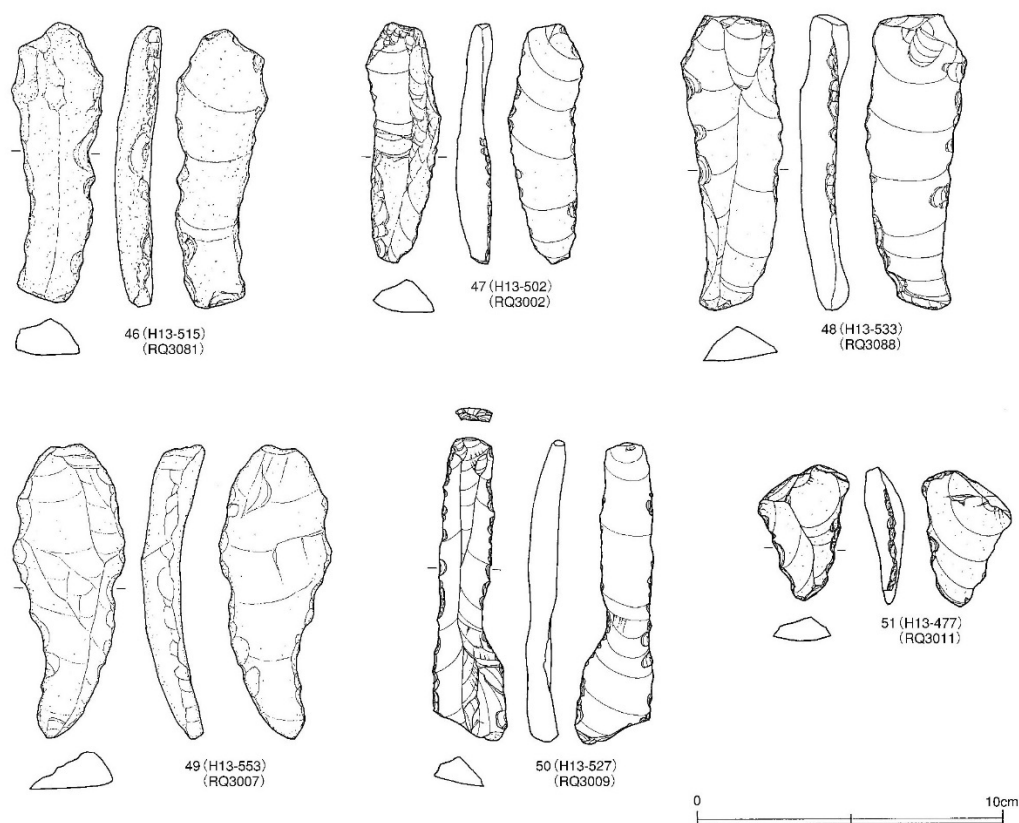 46(H13-515)
(RQ3081)
47(H13-502)
(RQ3002)
48(H13-533)
(RQ3088)
49(H13-553)
(RQ3007)
50(H13-527)
(RQ3009)
51(H13-477)
(RQ3011)
0 10cm